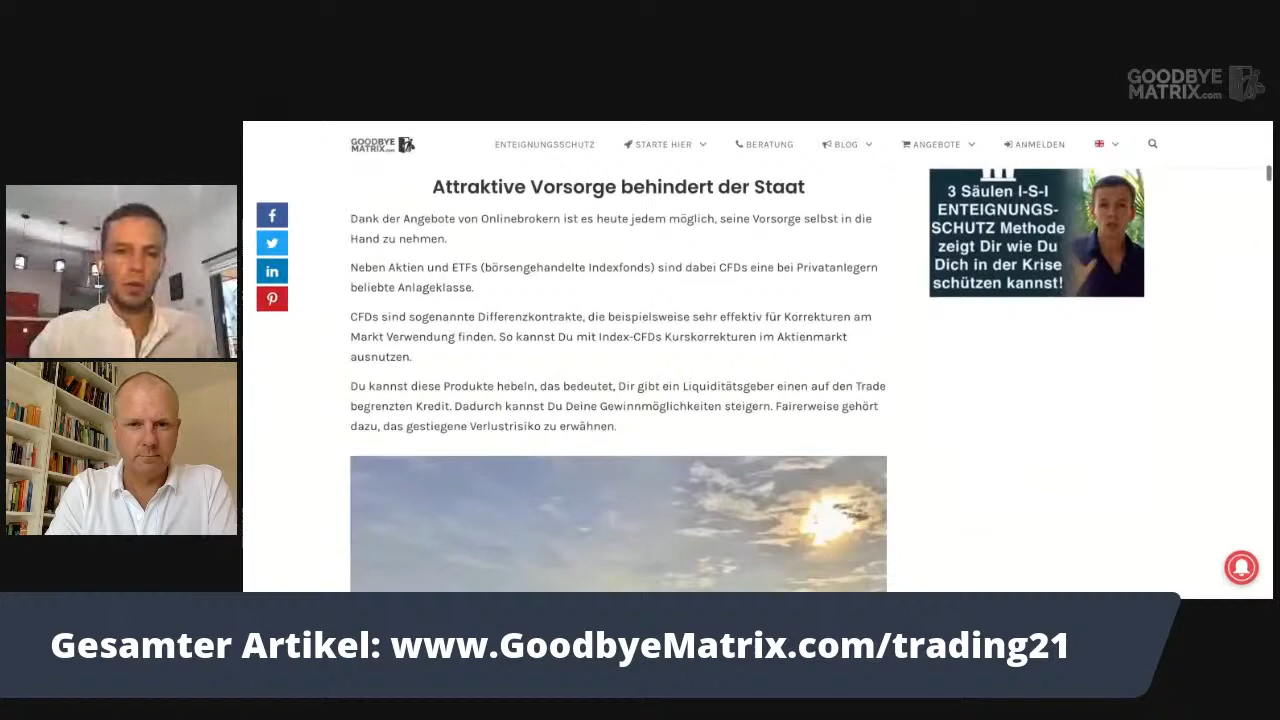 GOODBYE
MATRIX.com
GOODBYE
MATRIX.com
ENTEIGNUNGSSCHUTZ
STARTE HIER
BERATUNG
BLOG
ANGEBOTE
ANMELDEN
Attraktive Vorsorge behindert der Staat
Dank der Angebote von Onlinebrokern ist es heute jedem möglich, seine Vorsorge selbst in die
Hand zu nehmen.
Neben Aktien und ETFs (börsengehandelte Indexfonds) sind dabei CFDs eine bei Privatanlegern
beliebte Anlageklasse.
CFDs sind sogenannte Differenzkontrakte, die beispielsweise sehr effektiv für Korrekturen am
Markt Verwendung finden. So kannst Du mit Index-CFDs Kurskorrekturen im Aktienmarkt
ausnutzen.
Du kannst diese Produkte hebeln, das bedeutet, Dir gibt ein Liquiditätsgeber einen auf den Trade
begrenzten Kredit. Dadurch kannst Du Deine Gewinnmöglichkeiten steigern. Fairerweise gehört
dazu, das gestiegene Verlustrisiko zu erwähnen.
3 Säulen I-S-I
ENTEIGNUNGS-
SCHUTZ Methode
zeigt Dir wie Du
Dich in der Krise
schützen kannst!
Gesamter Artikel: www.GoodbyeMatrix.com/trading21